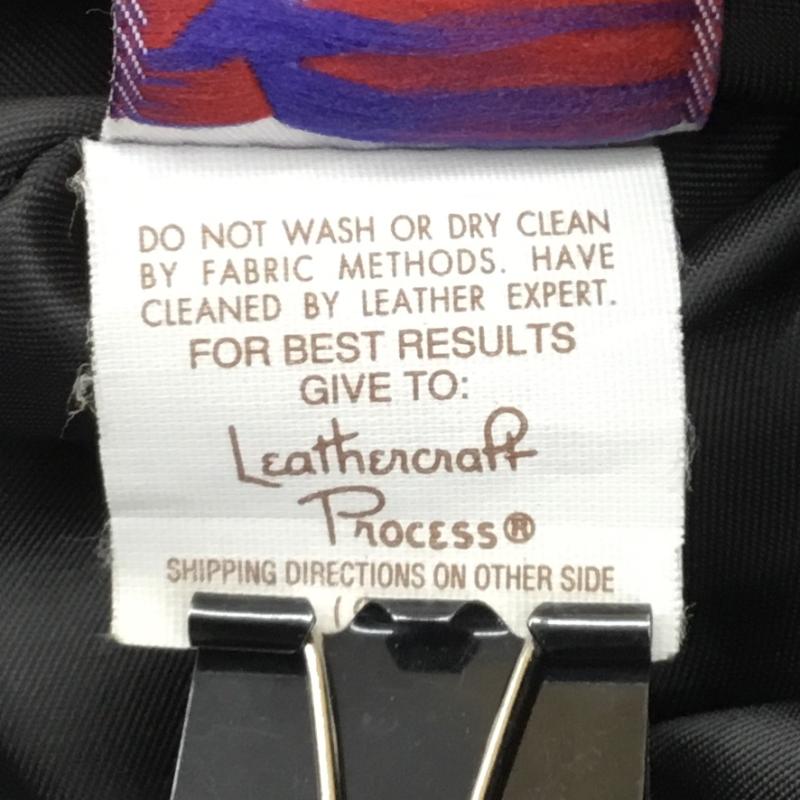 DO NOT WASH OR DRY CLEAN
BY FABRIC METHODS. HAVE
CLEANED BY LEATHER EXPERT.
FOR BEST RESULTS
GIVE TO:
Leathercraft
Process®
SHIPPING DIRECTIONS ON OTHER SIDE